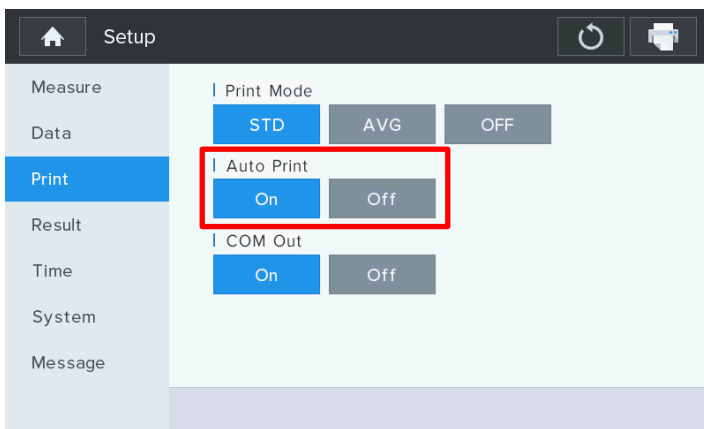 Setup
Measure
Data
Print
Result
Time
System
Message
Print Mode
STD AVG OFF
Auto Print
On Off
COM Out
On Off